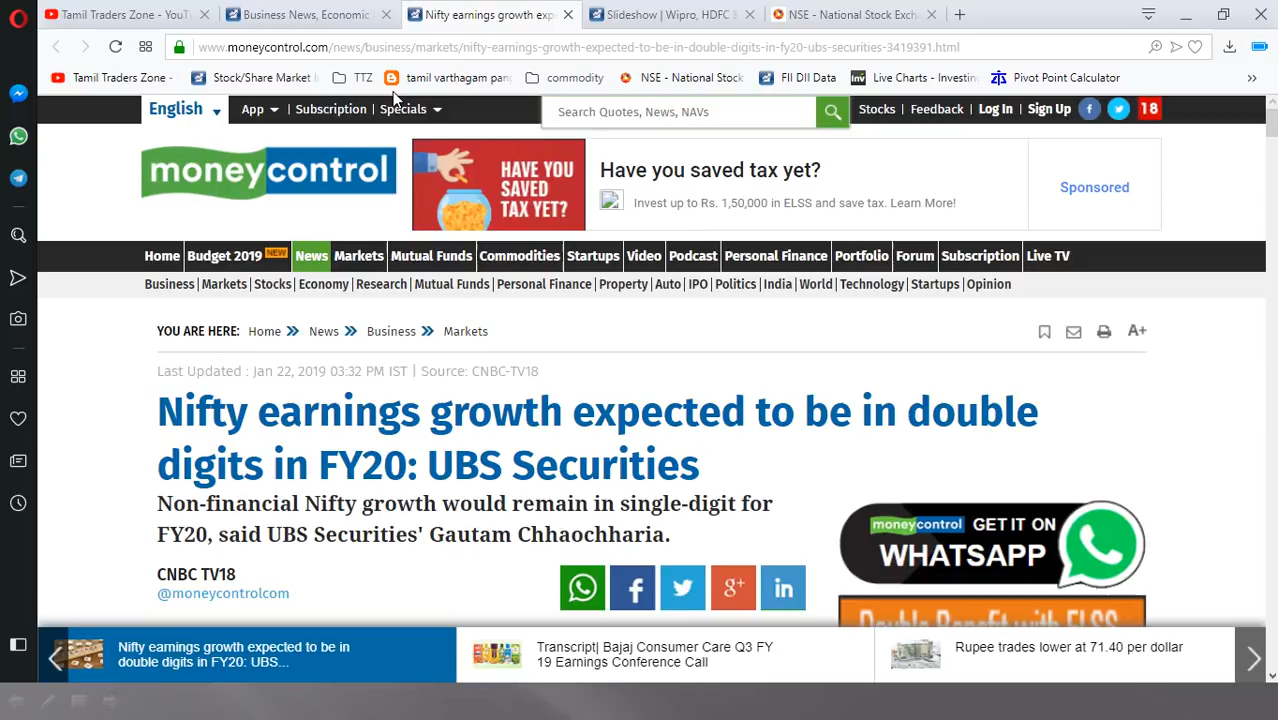 Tamil Traders Zone - YouT
Business News, Economic
Nifty earnings growth exp
Slideshow | Wipro, HDFC B
NSE - National Stock Exch
www.moneycontrol.com/news/business/markets/nifty-earnings-growth-expected-to-be-in-double-digits-in-fy20-ubs-securities-3419391.html
Tamil Traders Zone -
Stock/Share Market I
TTZ
tamil varthagam pan
commodity
NSE - National Stock
FII DII Data
Inv Live Charts - Investin
Pivot Point Calculator
English
App | Subscription | Specials
Search Quotes, News, NAVs
Stocks | Feedback | Log In | Sign Up
18
moneycontrol
HAVE YOU SAVED TAX YET?
Have you saved tax yet?
Invest up to Rs. 1,50,000 in ELSS and save tax. Learn More!
Sponsored
Home Budget 2019 NEW News Markets Mutual Funds Commodities Startups Video Podcast Personal Finance Portfolio Forum Subscription Live TV
Business | Markets | Stocks | Economy | Research | Mutual Funds | Personal Finance | Property | Auto | IPO | Politics | India | World | Technology | Startups | Opinion
YOU ARE HERE: Home News Business Markets
A+
Last Updated : Jan 22, 2019 03:32 PM IST | Source: CNBC-TV18
Nifty earnings growth expected to be in double
digits in FY20: UBS Securities
Non-financial Nifty growth would remain in single-digit for
FY20, said UBS Securities' Gautam Chhaochharia.
CNBC TV18
@moneycontrolcom
moneycontrol GET IT ON
WHATSAPP
Double Benefit with ELSS
Nifty earnings growth expected to be in
double digits in FY20: UBS...
Transcript| Bajaj Consumer Care Q3 FY
19 Earnings Conference Call
Rupee trades lower at 71.40 per dollar